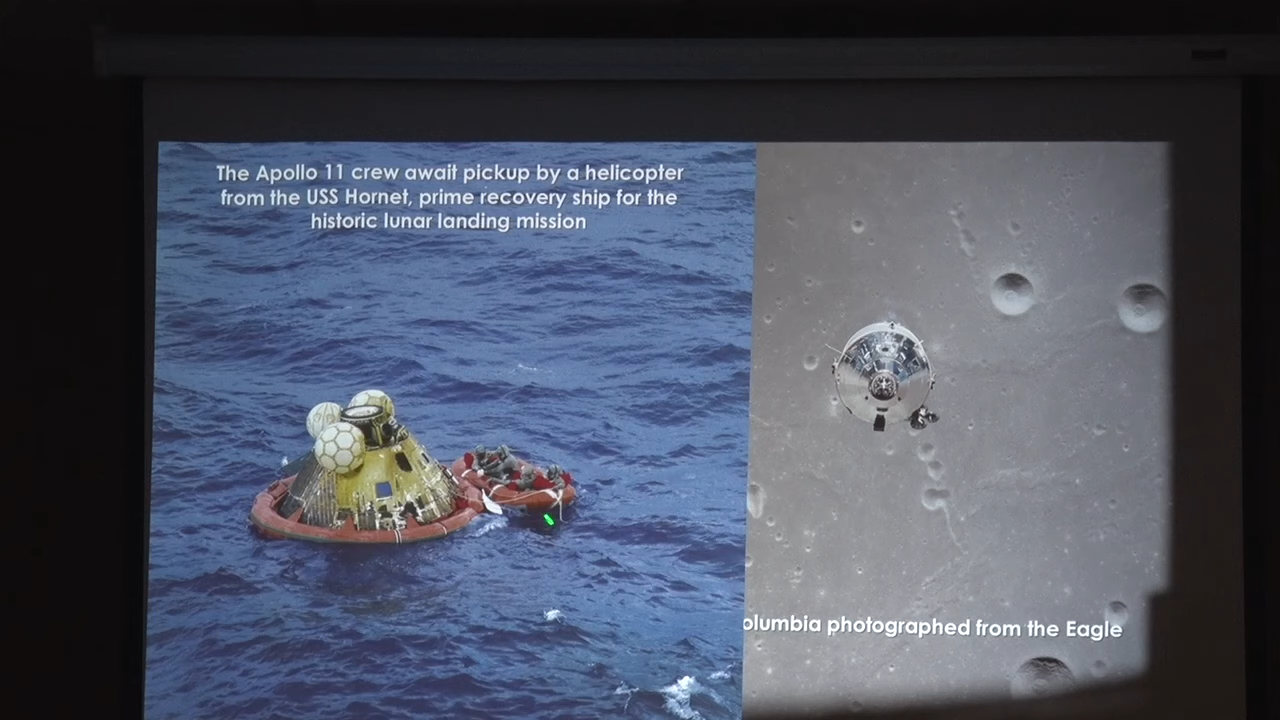 The Apollo 11 crew await pickup by a helicopter
from the USS Hornet, prime recovery ship for the
historic lunar landing mission
olumbia photographed from the Eagle